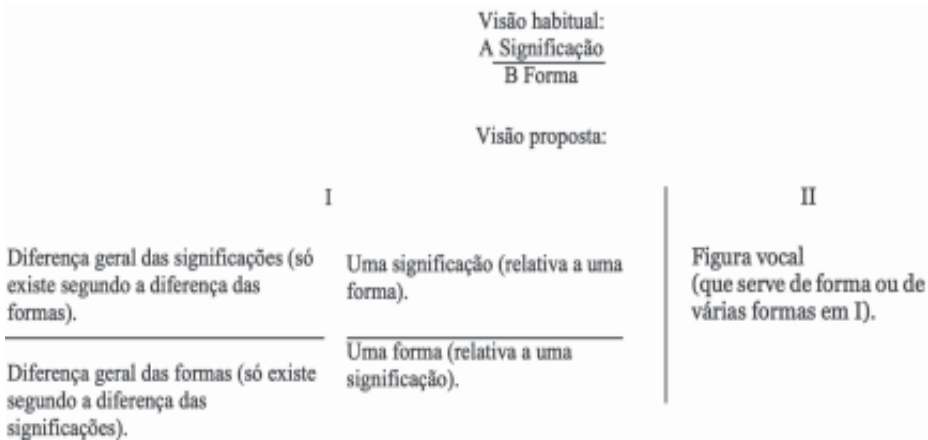 Visão habitual:
A Significação
B Forma
Visão proposta:
I
II
Diferença geral das significações (só
existe segundo a diferença das
formas).
Uma significação (relativa a uma
forma).
Diferença geral das formas (só existe
segundo a diferença das
significações).
Uma forma (relativa a uma
significação).
Figura vocal
(que serve de forma ou de
várias formas em I).